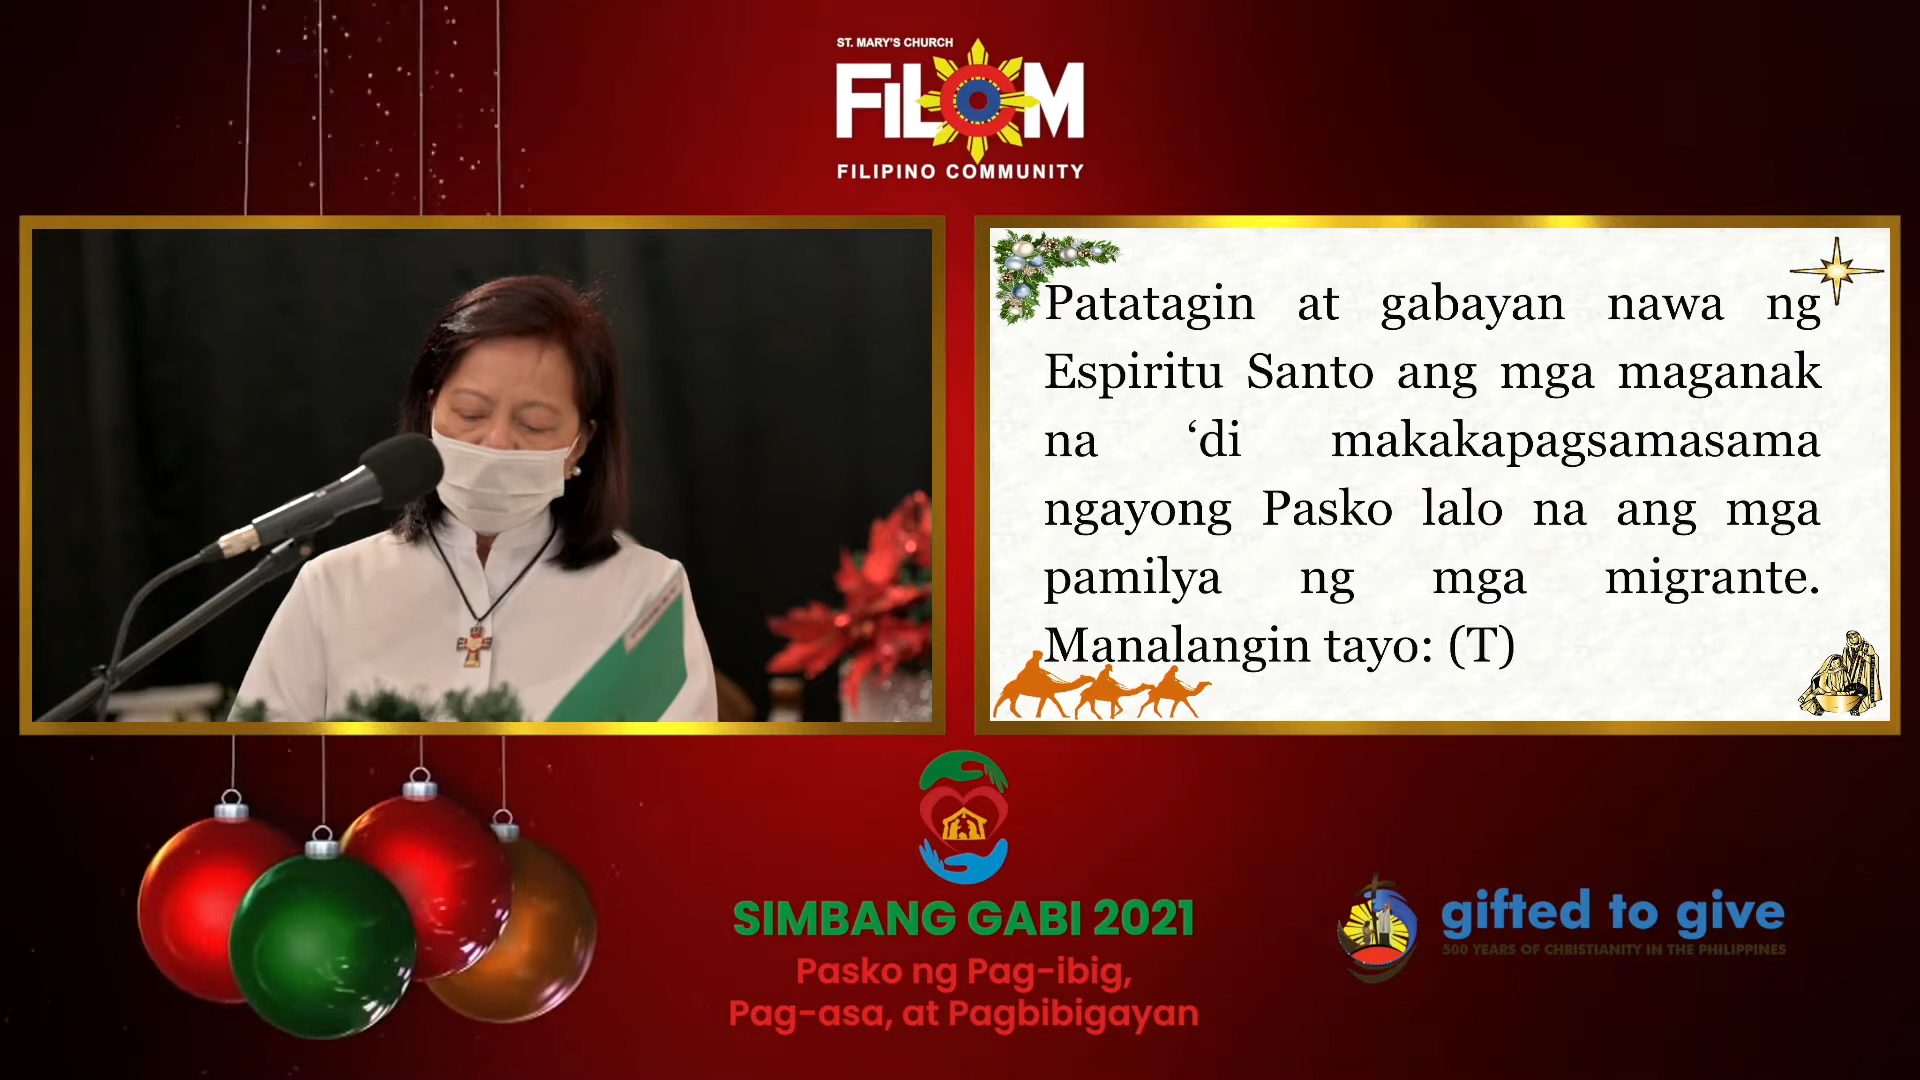 ST. MARY'S CHURCH
FILCM
FILIPINO COMMUNITY
Patatagin at gabayan nawa ng
Espiritu Santo ang mga maganak
na ‘di makakapagsamasama
ngayong Pasko lalo na ang mga
pamilya ng mga migrante.
Manalangin tayo: (T)
SIMBANG GABI 2021
Pasko ng Pag-ibig,
Pag-asa, at Pagbibigayan
gifted to give
500 YEARS OF CHRISTIANITY IN THE PHILIPPINES